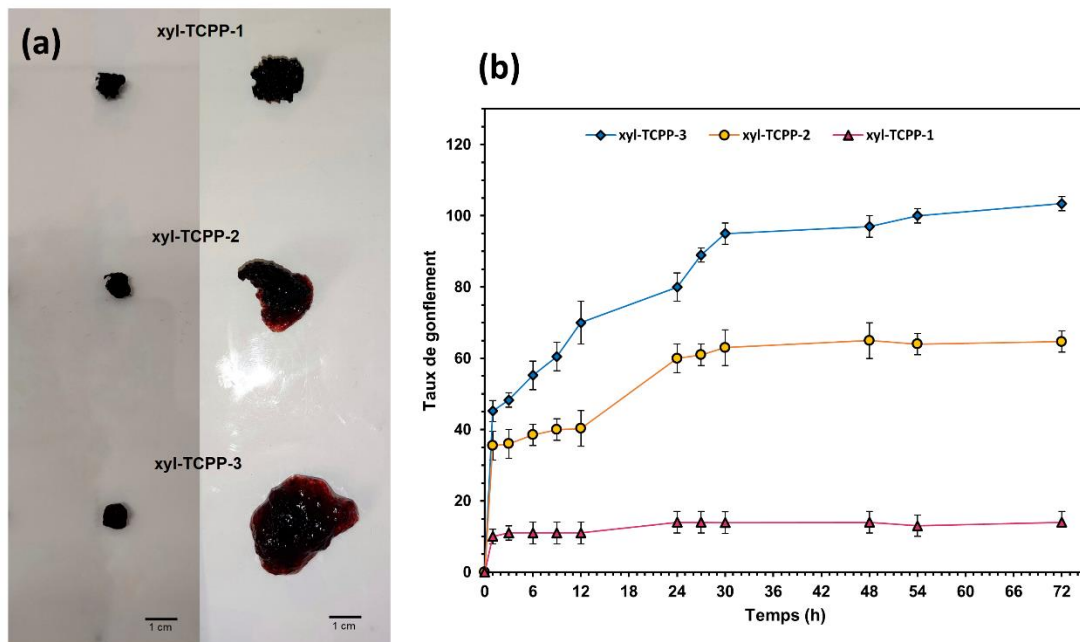 (a)
xyl-TCPP-1
xyl-TCPP-2
xyl-TCPP-3
1 cm
1 cm
(b)
xyl-TCPP-3 xyl-TCPP-2 xyl-TCPP-1
Taux de gonflement
120
100
80
60
40
20
0
0 6 12 18 24 30 36 42 48 54 60 66 72
Temps (h)